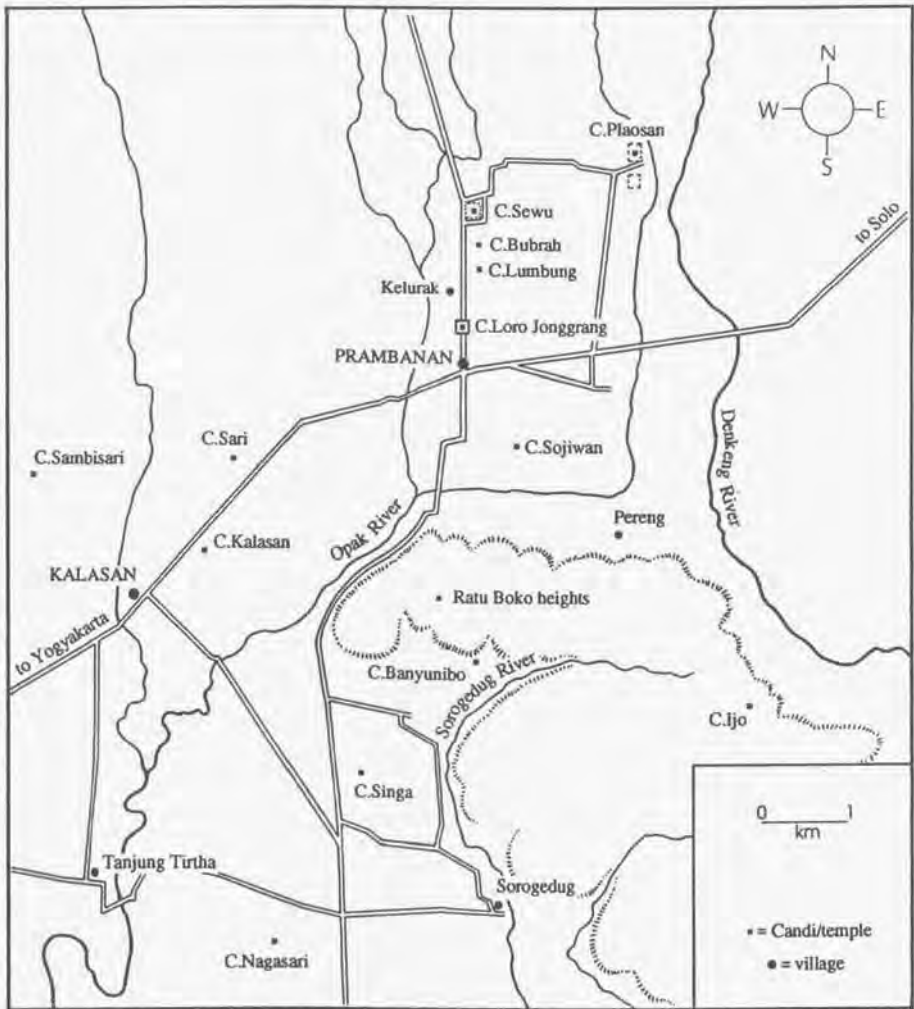 N
W
E
S
C.Plaosan
C.Sewu
to Solo
C.Bubrah
C.Lumbung
Kelurak
C.Loro Jonggrang
PRAMBANAN
C.Sari
C.Sojiwan
C.Sambisari
Denkeng River
Opak River
Pereng
C.Kalasan
KALASAN
Ratu Boko heights
to Yogyakarta
C.Banyunibo
Sorogedug River
C.Ijo
C.Singa
0 1
km
Tanjung Tirtha
Sorogedug
= Candi/temple
= village
C.Nagasari